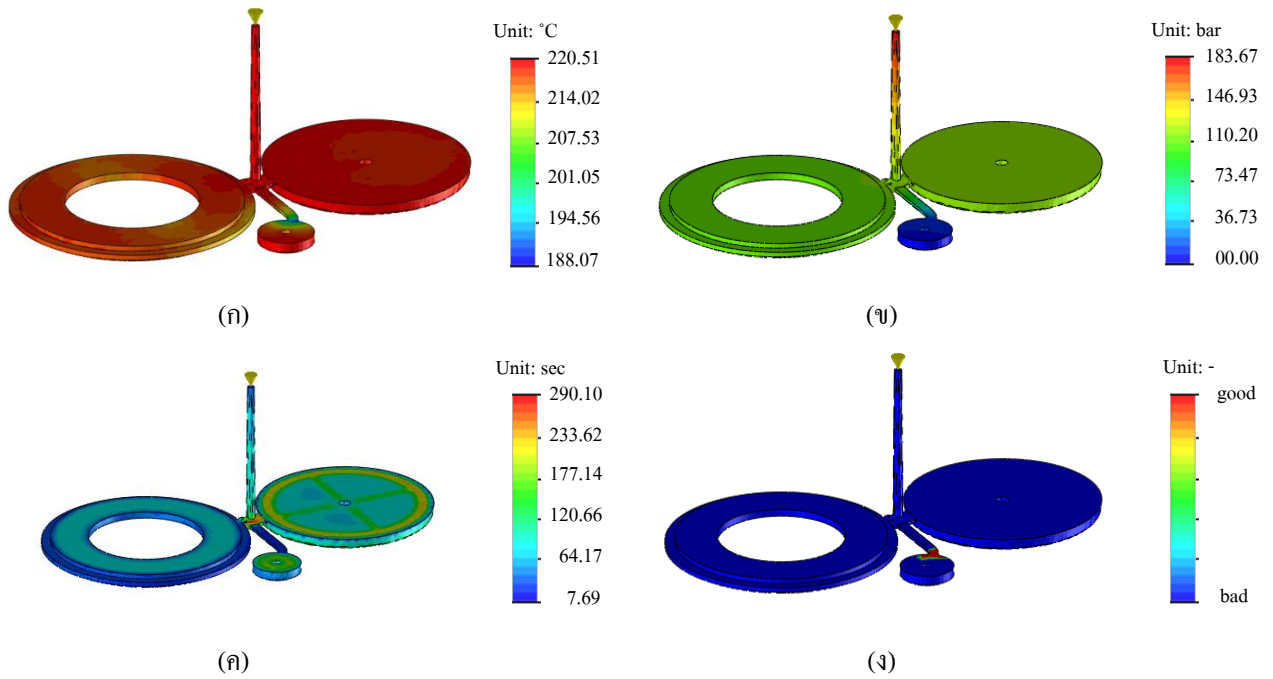 Unit: ˚C
220.51
214.02
207.53
201.05
194.56
188.07
(ก)
Unit: bar
183.67
146.93
110.20
73.47
36.73
00.00
(ข)
Unit: sec
290.10
233.62
177.14
120.66
64.17
7.69
(ค)
Unit: -
good
bad
(ง)